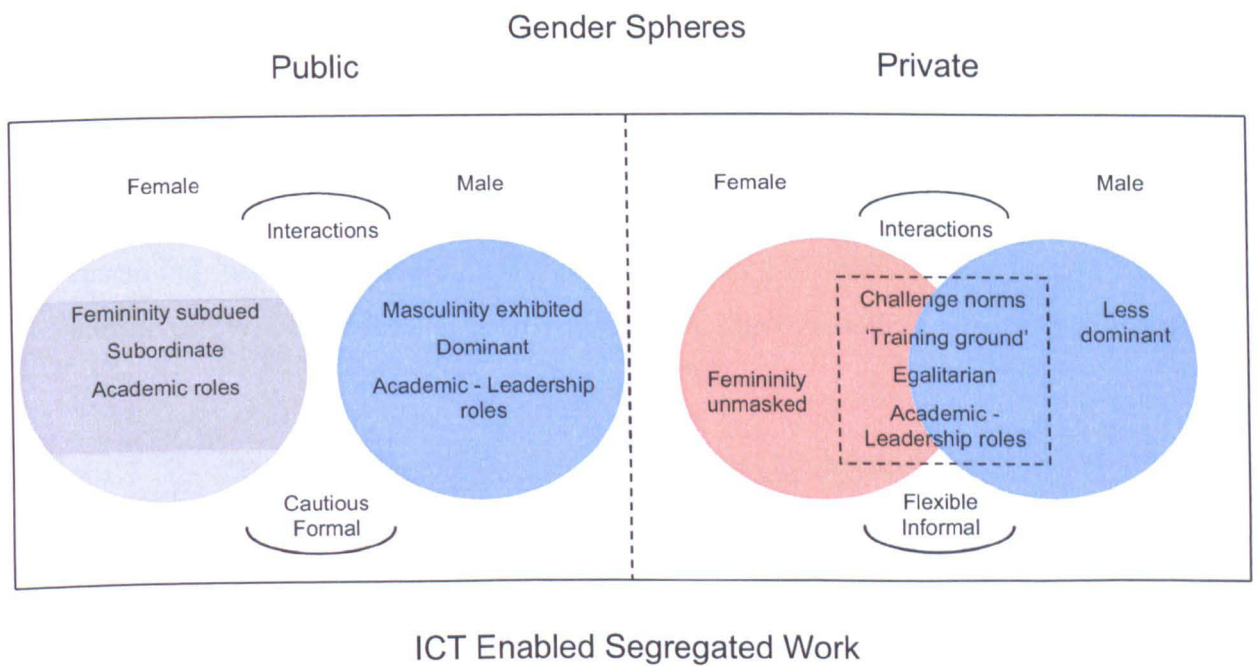 Gender Spheres
Public
Private
Female
Male
Interactions
Femininity subdued
Subordinate
Academic roles
Masculinity exhibited
Dominant
Academic - Leadership
roles
Cautious
Formal
Female
Male
Interactions
Femininity
unmasked
Challenge norms
'Training ground'
Egalitarian
Academic -
Leadership roles
Less
dominant
Flexible
Informal
ICT Enabled Segregated Work